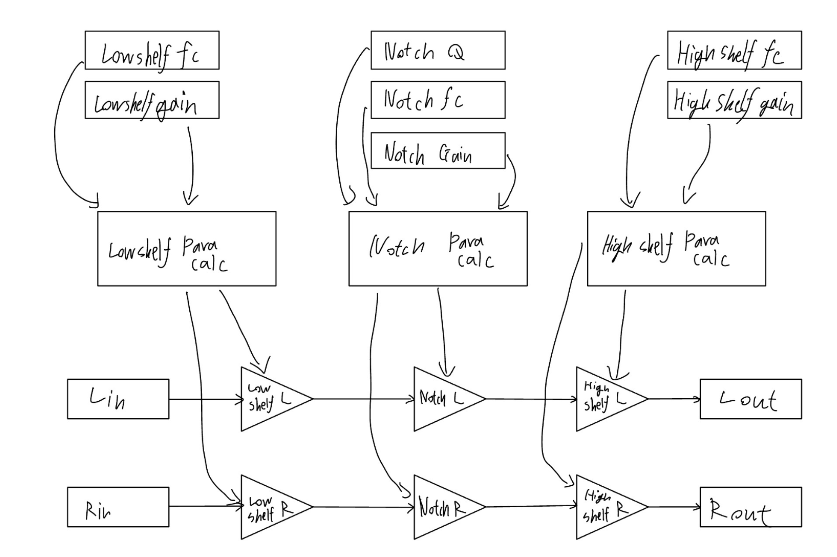 Lowshelf fc
Lowshelf gain
Notch Q
Notch fc
Notch Gain
High shelf fc
High shelf gain
Lowshelf Para
calc
Notch Para
calc
High shelf Para
calc
Lin
Low
shelf L
Notch L
High
shelf L
Lout
Rin
Low
shelf R
Notch R
High
shelf R
Rout